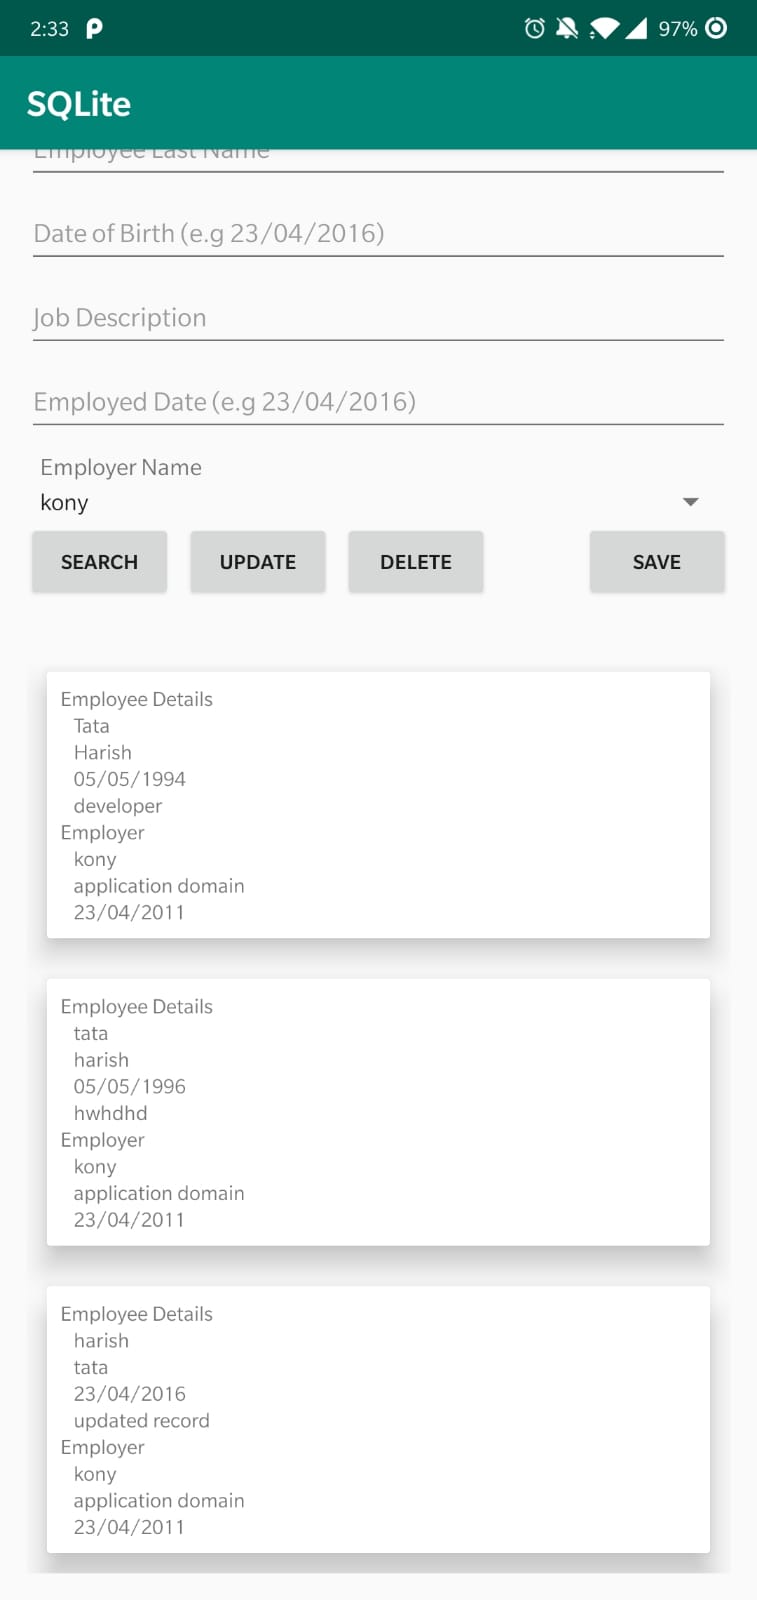 2:33
97%
SQLite
Employee Last Name
Date of Birth (e.g 23/04/2016)
Job Description
Employed Date (e.g 23/04/2016)
Employer Name
kony
SEARCH UPDATE DELETE SAVE
Employee Details
Tata
Harish
05/05/1994
developer
Employer
kony
application domain
23/04/2011
Employee Details
tata
harish
05/05/1996
hwhdhd
Employer
kony
application domain
23/04/2011
Employee Details
harish
tata
23/04/2016
updated record
Employer
kony
application domain
23/04/2011